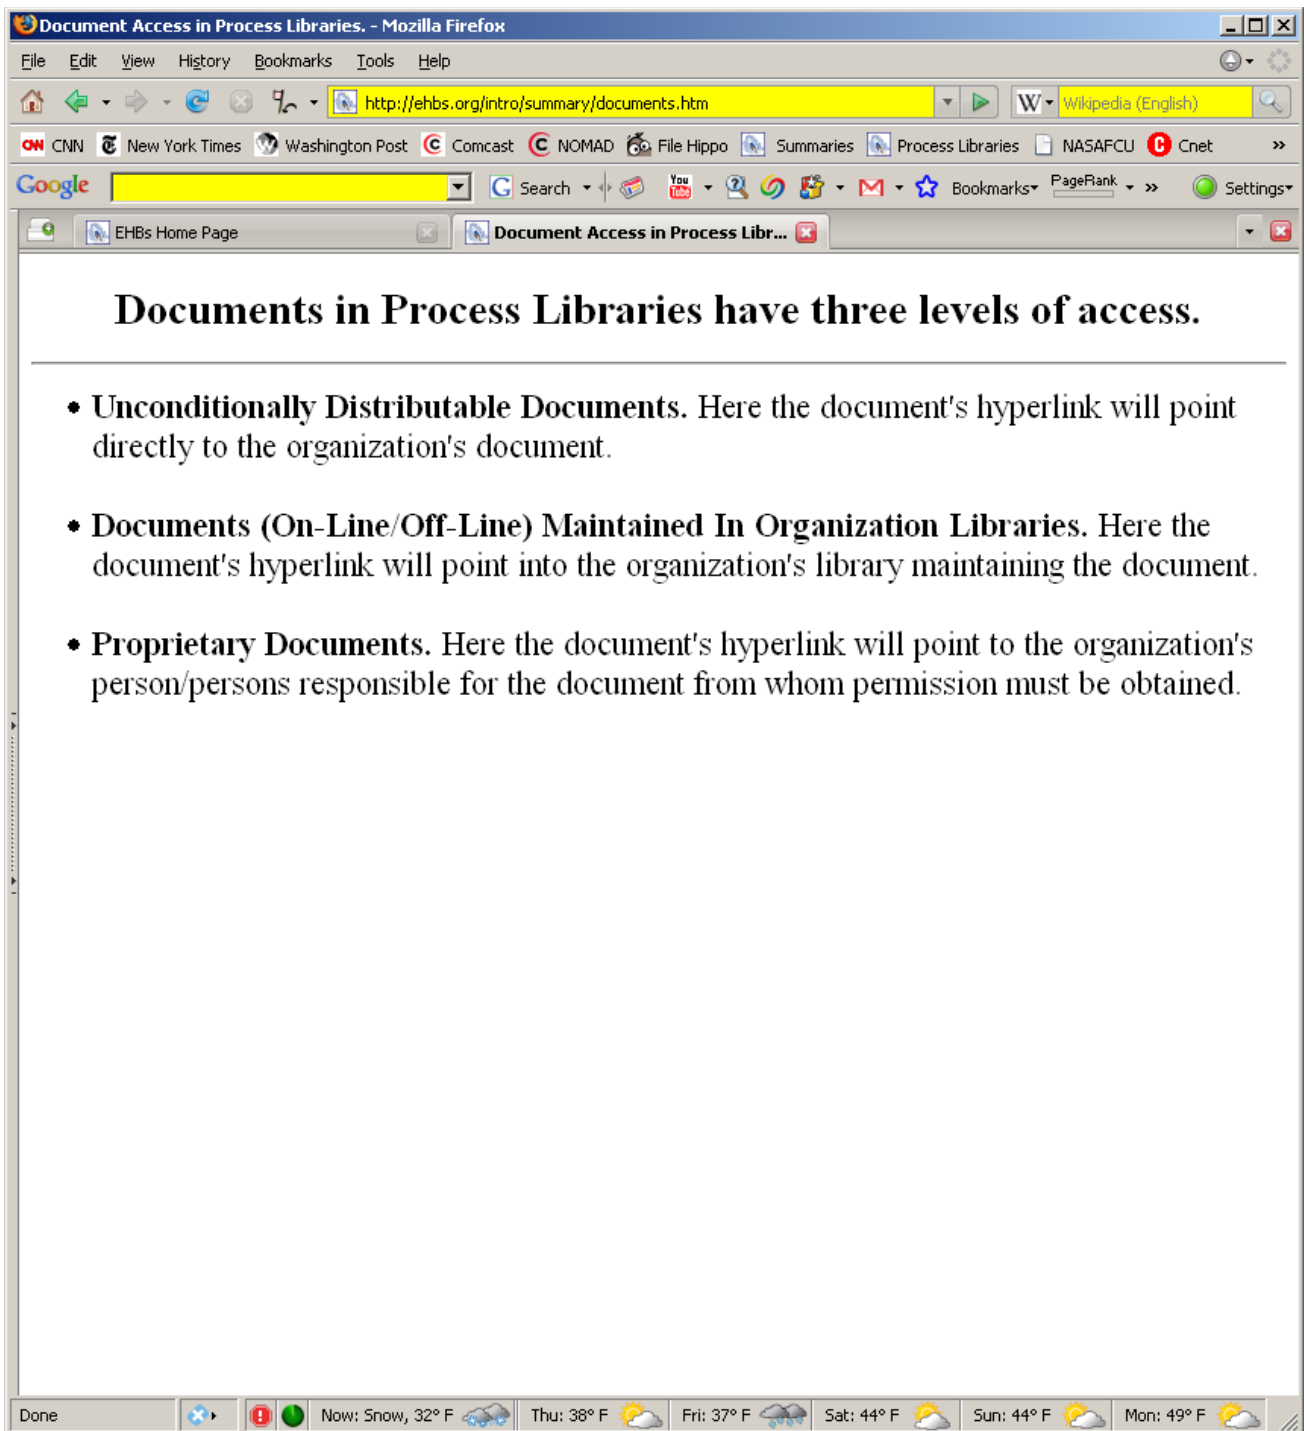 Document Access in Process Libraries. - Mozilla Firefox
File Edit View History Bookmarks Tools Help
http://ehbs.org/intro/summary/documents.htm W Wikipedia (English)
CNN CNN New York Times Washington Post Comcast NOMAD File Hippo Summaries Process Libraries NASAFCU Cnet »
Google G Search You Tube Bookmarks PageRank » Settings
EHBs Home Page Document Access in Process Libr...
Documents in Process Libraries have three levels of access.
• Unconditionally Distributable Documents. Here the document's hyperlink will point
directly to the organization's document.
• Documents (On-Line/Off-Line) Maintained In Organization Libraries. Here the
document's hyperlink will point into the organization's library maintaining the document.
• Proprietary Documents. Here the document's hyperlink will point to the organization's
person/persons responsible for the document from whom permission must be obtained.
Done Now: Snow, 32° F Thu: 38° F Fri: 37° F Sat: 44° F Sun: 44° F Mon: 49° F